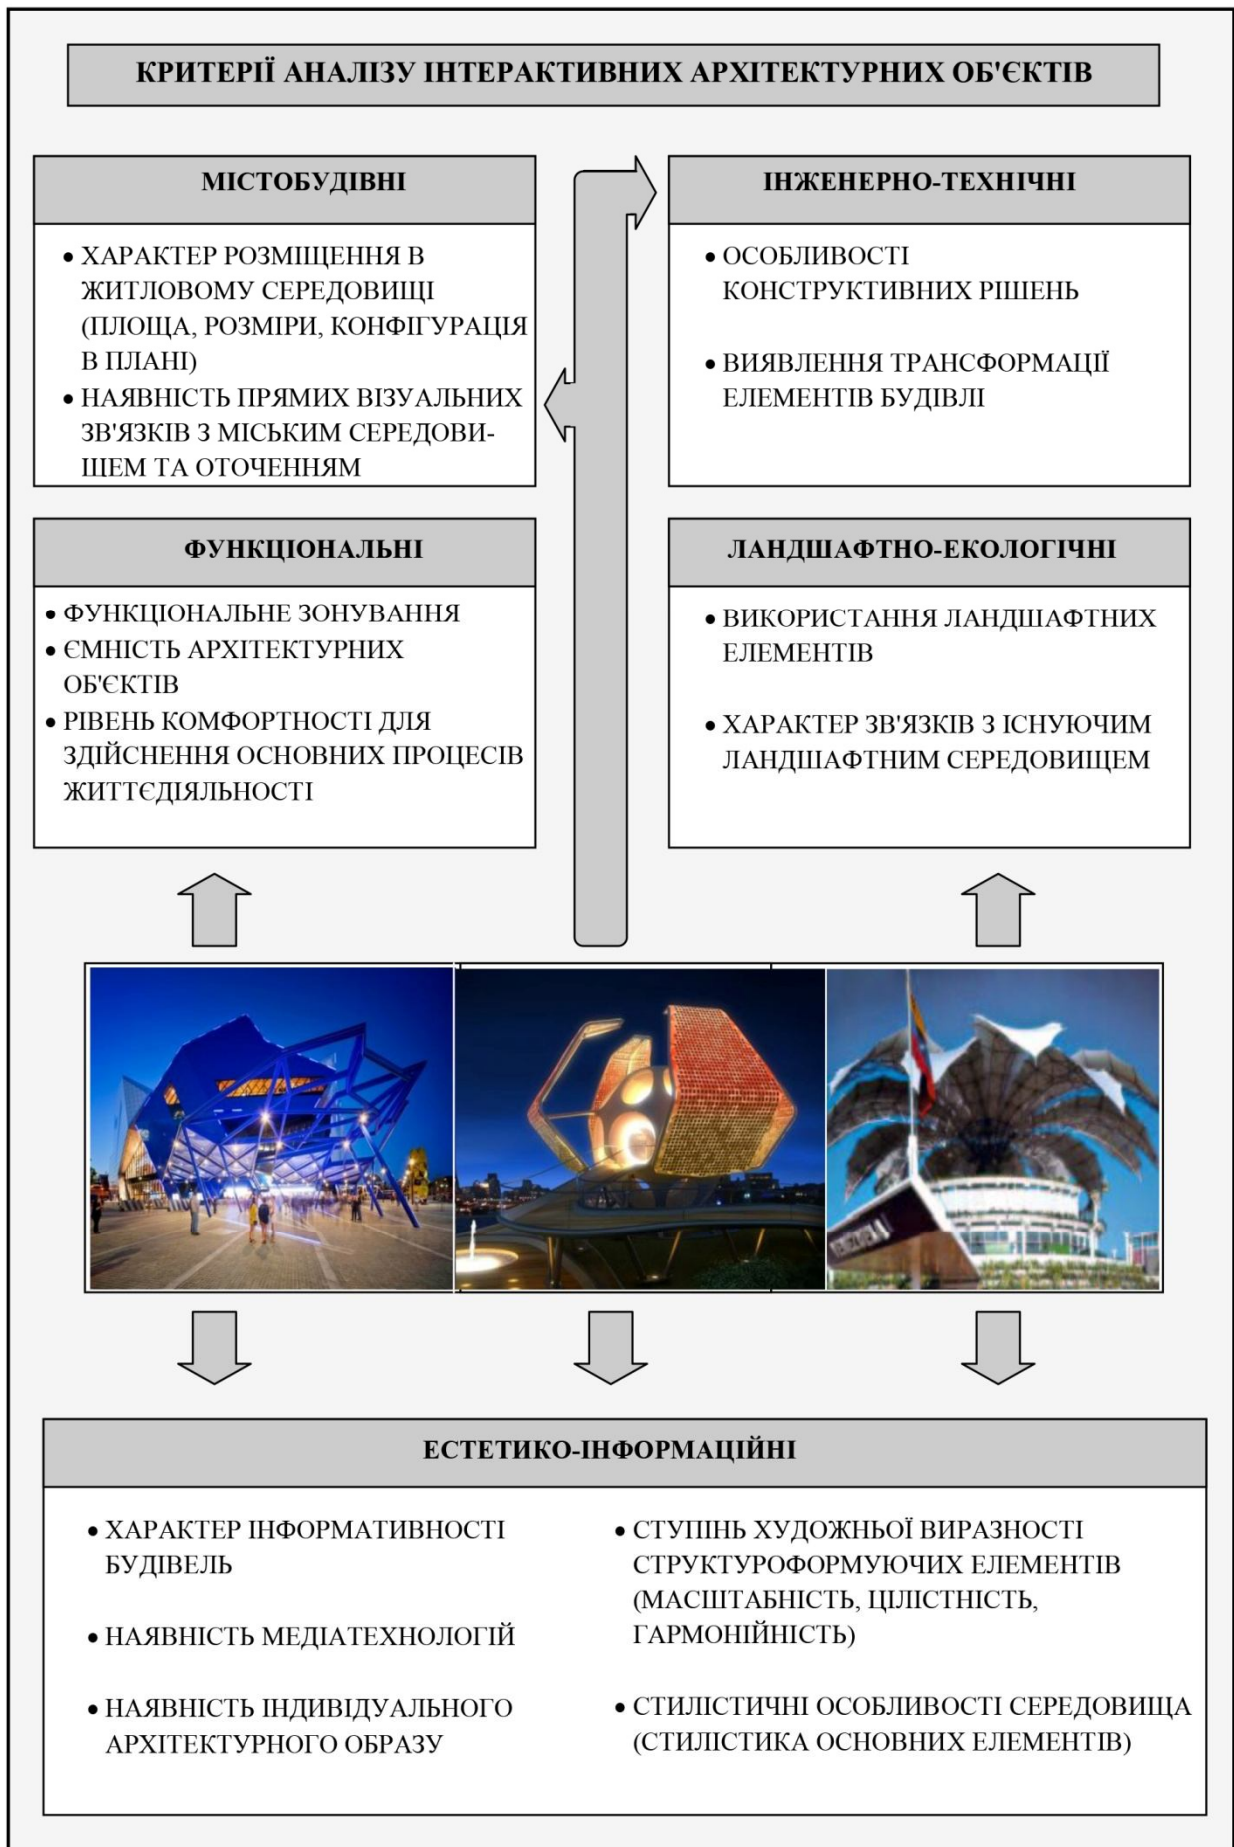 КРИТЕРІЇ АНАЛІЗУ ІНТЕРАКТИВНИХ АРХІТЕКТУРНИХ ОБ'ЄКТІВ
МІСТОБУДІВНІ
• ХАРАКТЕР РОЗМІЩЕННЯ В
ЖИТЛОВОМУ СЕРЕДОВИЩІ
(ПЛОЩА, РОЗМІРИ, КОНФІГУРАЦІЯ
В ПЛАНІ)
• НАЯВНІСТЬ ПРЯМИХ ВІЗУАЛЬНИХ
ЗВ'ЯЗКІВ З МІСЬКИМ СЕРЕДОВИ-
ЩЕМ ТА ОТОЧЕННЯМ
ІНЖЕНЕРНО-ТЕХНІЧНІ
• ОСОБЛИВОСТІ
КОНСТРУКТИВНИХ РІШЕНЬ
• ВИЯВЛЕННЯ ТРАНСФОРМАЦІЇ
ЕЛЕМЕНТІВ БУДІВЛІ
ФУНКЦІОНАЛЬНІ
• ФУНКЦІОНАЛЬНЕ ЗОНУВАННЯ
• ЄМНІСТЬ АРХІТЕКТУРНИХ
ОБ'ЄКТІВ
• РІВЕНЬ КОМФОРТНОСТІ ДЛЯ
ЗДІЙСНЕННЯ ОСНОВНИХ ПРОЦЕСІВ
ЖИТТЄДІЯЛЬНОСТІ
ЛАНДШАФТНО-ЕКОЛОГІЧНІ
• ВИКОРИСТАННЯ ЛАНДШАФТНИХ
ЕЛЕМЕНТІВ
• ХАРАКТЕР ЗВ'ЯЗКІВ З ІСНУЮЧИМ
ЛАНДШАФТНИМ СЕРЕДОВИЩЕМ
ЕСТЕТИКО-ІНФОРМАЦІЙНІ
• ХАРАКТЕР ІНФОРМАТИВНОСТІ
БУДІВЕЛЬ
• НАЯВНІСТЬ МЕДІАТЕХНОЛОГІЙ
• НАЯВНІСТЬ ІНДИВІДУАЛЬНОГО
АРХІТЕКТУРНОГО ОБРАЗУ
• СТУПІНЬ ХУДОЖНЬОЇ ВИРАЗНОСТІ
СТРУКТУРОФОРМУЮЧИХ ЕЛЕМЕНТІВ
(МАСШТАБНІСТЬ, ЦІЛІСТНІСТЬ,
ГАРМОНІЙНІСТЬ)
• СТИЛІСТИЧНІ ОСОБЛИВОСТІ СЕРЕДОВИЩА
(СТИЛІСТИКА ОСНОВНИХ ЕЛЕМЕНТІВ)